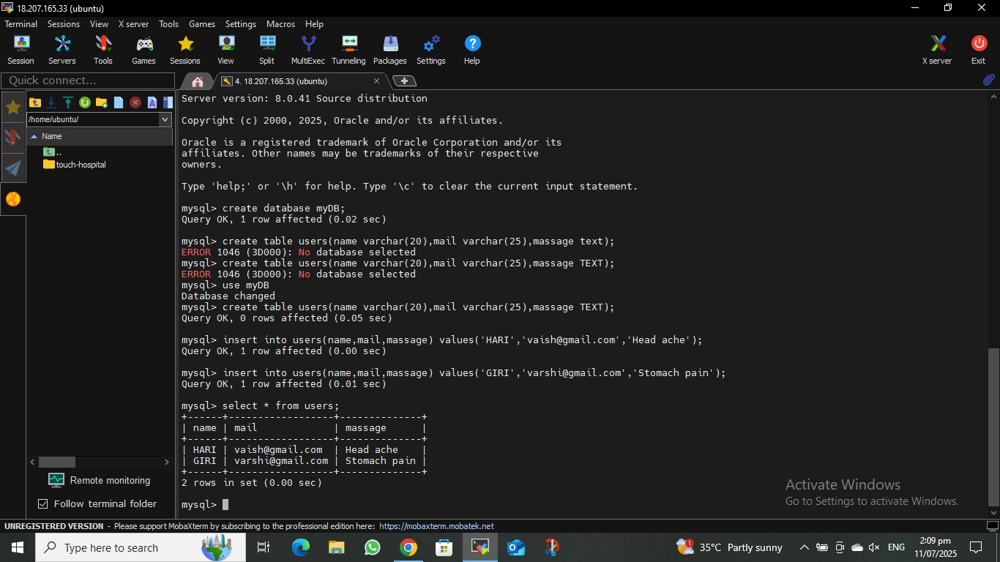 18.207.165.33 (ubuntu)
Terminal Sessions View X server Tools Games Settings Macros Help
Session Servers Tools Games Sessions View Split MultiExec Tunneling Packages Settings Help X server Exit
Quick connect...
4. 18.207.165.33 (ubuntu)
/home/ubuntu/
Name
..
touch-hospital
Server version: 8.0.41 Source distribution
Copyright (c) 2000, 2025, Oracle and/or its affiliates.
Oracle is a registered trademark of Oracle Corporation and/or its
affiliates. Other names may be trademarks of their respective
owners.
Type 'help;' or '\h' for help. Type '\c' to clear the current input statement.
mysql> create database myDB;
Query OK, 1 row affected (0.02 sec)
mysql> create table users(name varchar(20),mail varchar(25),massage text);
ERROR 1046 (3D000): No database selected
mysql> create table users(name varchar(20),mail varchar(25),massage TEXT);
ERROR 1046 (3D000): No database selected
mysql> use myDB
Database changed
mysql> create table users(name varchar(20),mail varchar(25),massage TEXT);
Query OK, 0 rows affected (0.05 sec)
mysql> insert into users(name,mail,massage) values('HARI','vaish@gmail.com','Head ache');
Query OK, 1 row affected (0.00 sec)
mysql> insert into users(name,mail,massage) values('GIRI','varshi@gmail.com','Stomach pain');
Query OK, 1 row affected (0.01 sec)
mysql> select * from users;
+------+------------------+--------------+
| name | mail             | massage      |
+------+------------------+--------------+
| HARI | vaish@gmail.com  | Head ache    |
| GIRI | varshi@gmail.com | Stomach pain |
+------+------------------+--------------+
2 rows in set (0.00 sec)
mysql>
Remote monitoring
Follow terminal folder
Activate Windows
Go to Settings to activate Windows.
UNREGISTERED VERSION - Please support MobaXterm by subscribing to the professional edition here: https://mobaxterm.mobatek.net
Type here to search
1
35°C Partly sunny
ENG
2:09 pm
11/07/2025